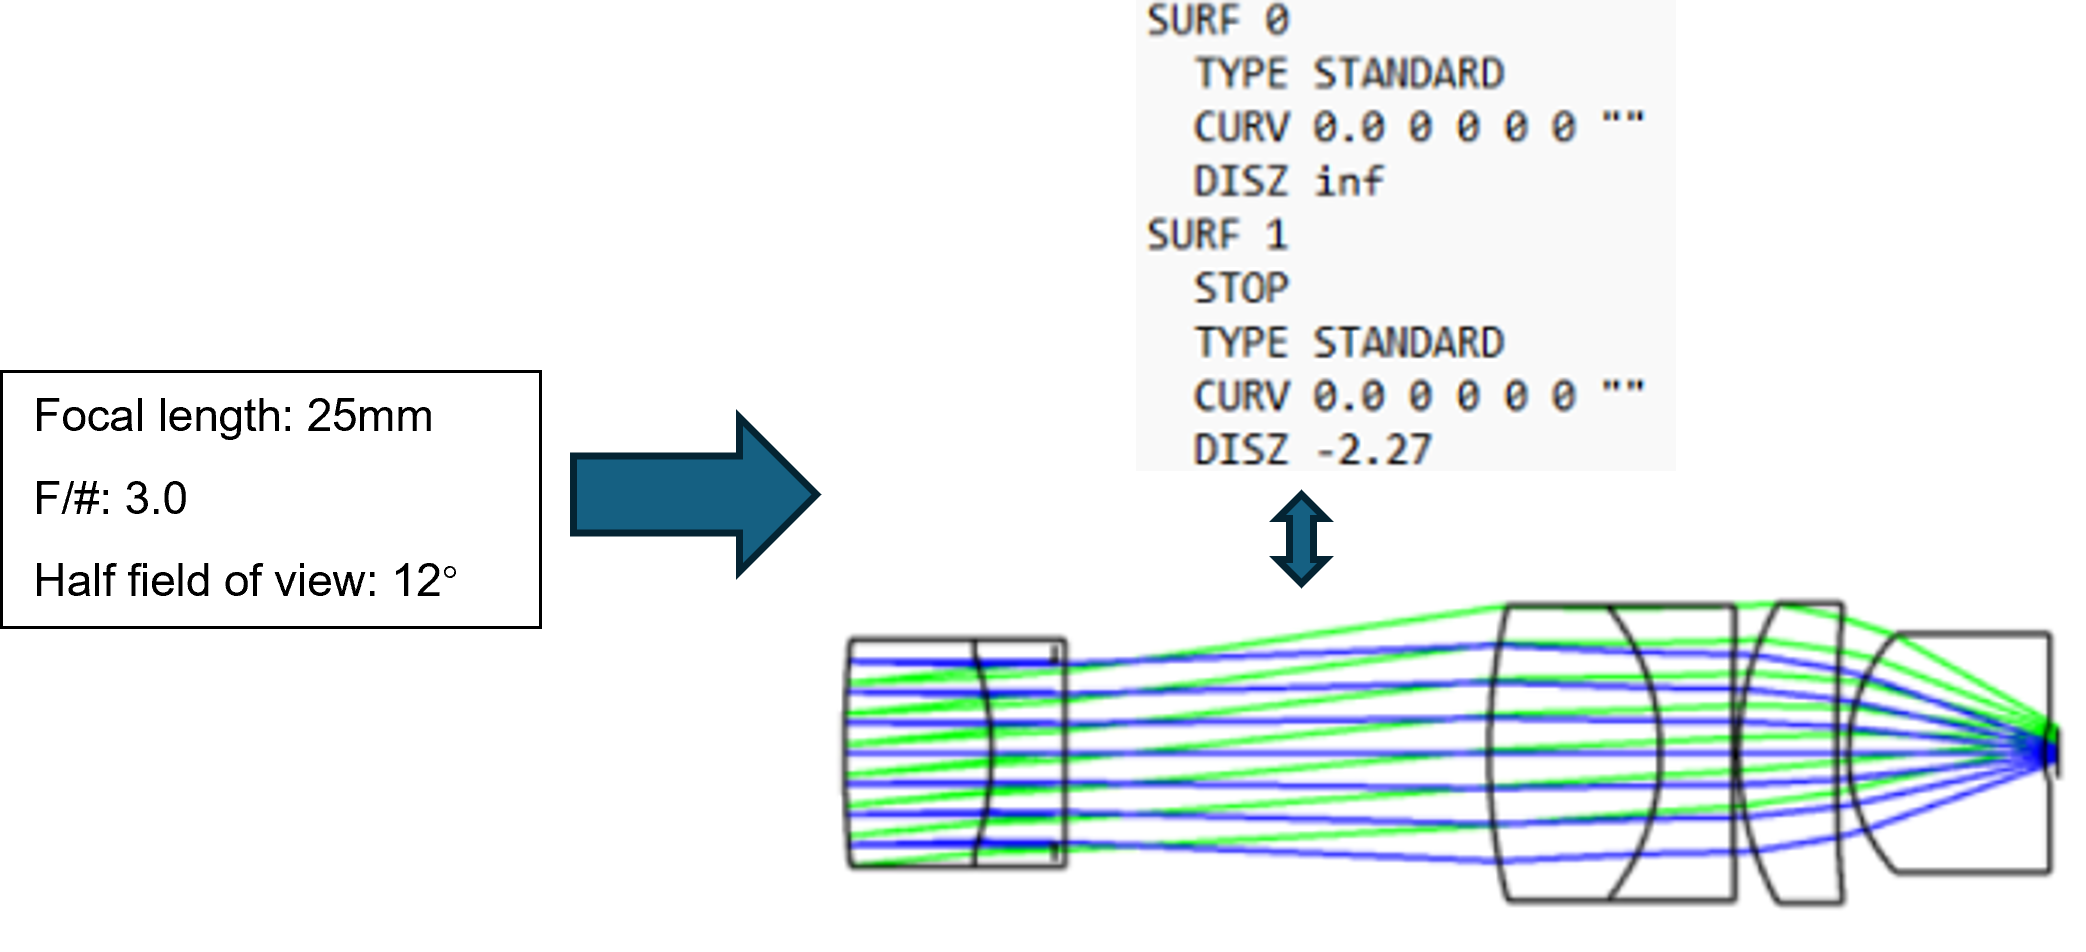 Focal length: 25mm
F/#: 3.0
Half field of view: 12°
SURF 0
TYPE STANDARD
CURV 0.0 0 0 0 0 ""
DISZ inf
SURF 1
STOP
TYPE STANDARD
CURV 0.0 0 0 0 0 ""
DISZ -2.27